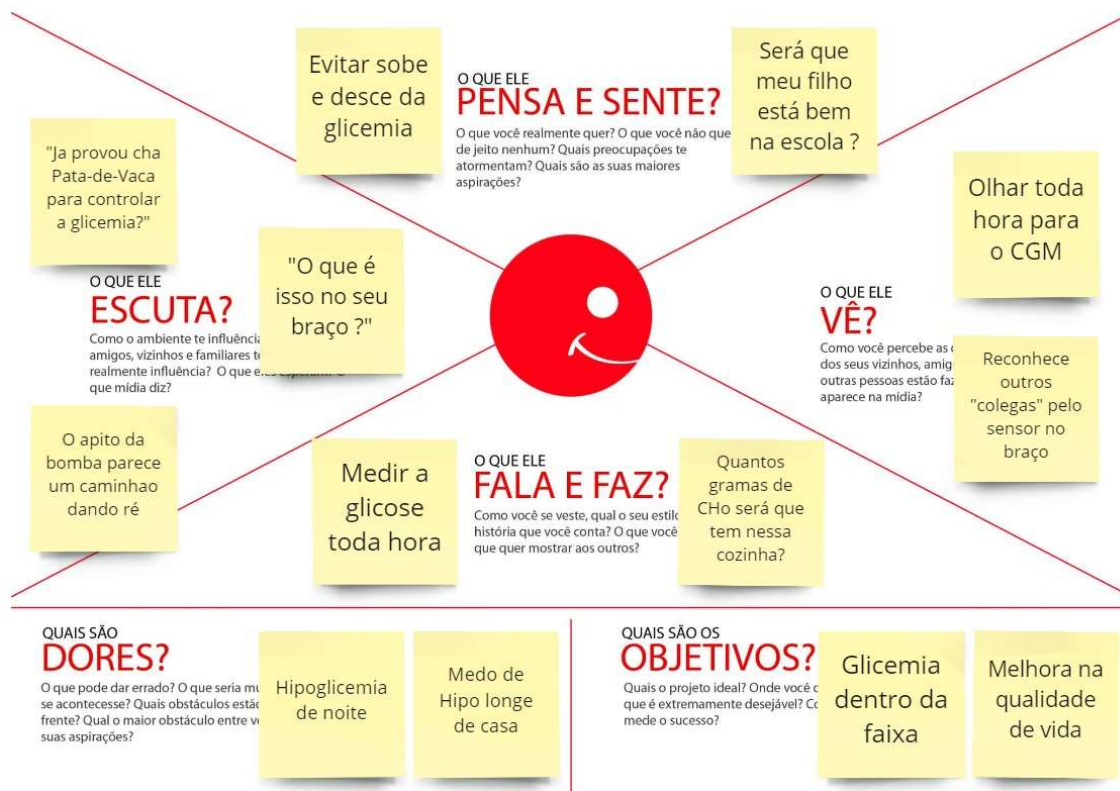 Evitar sobe
e desce da
glicemia
O QUE ELE
PENSA E SENTE?
O que você realmente quer? O que você não que
de jeito nenhum? Quais preocupações te
atormentam? Quais são as suas maiores
aspirações?
Será que
meu filho
está bem
na escola ?
"Ja provou cha
Pata-de-Vaca
para controlar
a glicemia?"
O QUE ELE
ESCUTA?
Como o ambiente te influência
amigos, vizinhos e familiares
realmente influência? O que
que mídia diz?
"O que é
isso no seu
braço ?"
O apito da
bomba parece
um caminhao
dando ré
Olhar toda
hora para
o CGM
O QUE ELE
VÊ?
Como você percebe as
dos seus vizinhos,
outras pessoas estão
aparece na mídia?
Reconhece
outros
"colegas" pelo
sensor no
braço
Medir a
glicose
toda hora
O QUE ELE
FALA E FAZ?
Como você se veste, qual o seu estilo
história que você conta? O que você
que quer mostrar aos outros?
Quantos
gramas de
CHo será que
tem nessa
cozinha?
QUAIS SÃO
DORES?
O que pode dar errado? O que seria
se acontecesse? Quais obstáculos
frente? Qual o maior obstáculo entre
suas aspirações?
Hipoglicemia
de noite
Medo de
Hipo longe
de casa
QUAIS SÃO OS
OBJETIVOS?
Quais o projeto ideal? Onde você
que é extremamente desejável?
mede o sucesso?
Glicemia
dentro da
faixa
Melhora na
qualidade
de vida